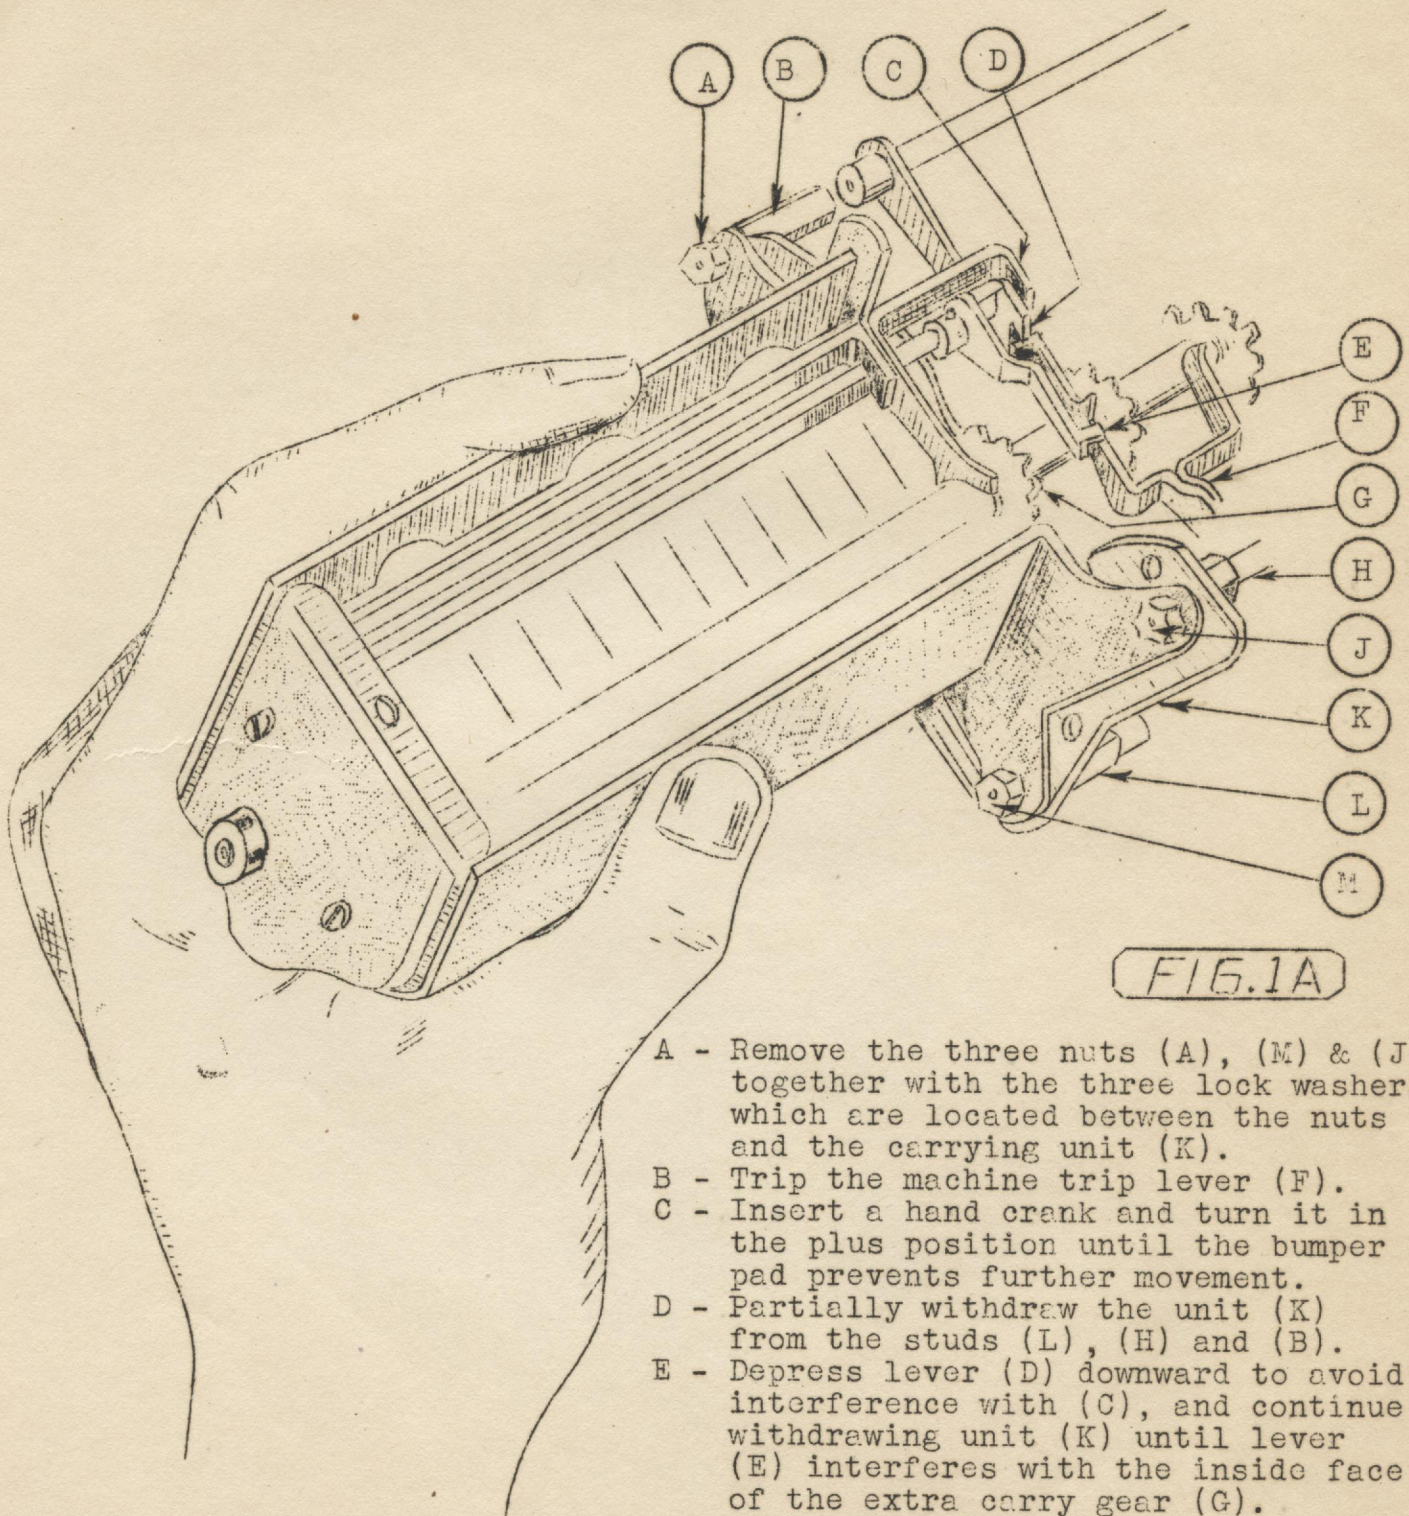 A B C D
E
F
G
H
J
K
L
M
FIG.1A
A - Remove the three nuts (A), (M) & (J
together with the three lock washer
which are located between the nuts
and the carrying unit (K).
B - Trip the machine trip lever (F).
C - Insert a hand crank and turn it in
the plus position until the bumper
pad prevents further movement.
D - Partially withdraw the unit (K)
from the studs (L), (H) and (B).
E - Depress lever (D) downward to avoid
interference with (C), and continue
withdrawing unit (K) until lever
(E) interferes with the inside face
of the extra carry gear (G).